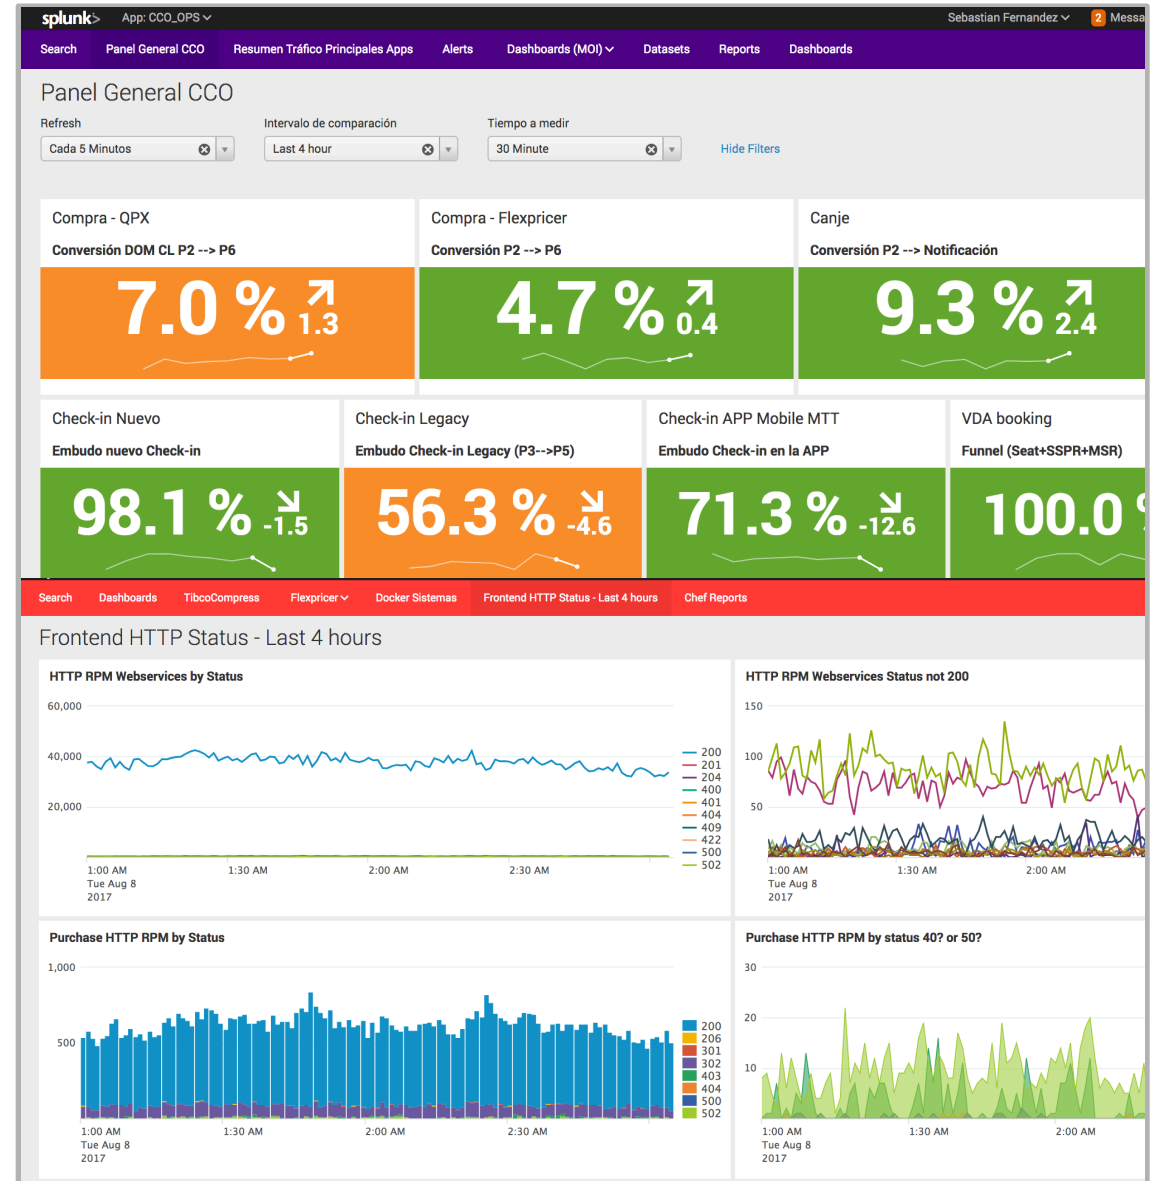 splunk> App: CCO_OPS Sebastian Fernandez 2 Messa
Search Panel General CCO Resumen Tráfico Principales Apps Alerts Dashboards (MOI) Datasets Reports Dashboards
Panel General CCO
Refresh Intervalo de comparación Tiempo a medir
Cada 5 Minutos Last 4 hour 30 Minute Hide Filters
Compra - QPX Compra - Flexpricer Canje
Conversión DOM CL P2 --> P6 Conversión P2 --> P6 Conversión P2 --> Notificación
7.0 % 1.3 4.7 % 0.4 9.3 % 2.4
Check-in Nuevo Check-in Legacy Check-in APP Mobile MTT VDA booking
Embudo nuevo Check-in Embudo Check-in Legacy (P3-->P5) Embudo Check-in en la APP Funnel (Seat+SSPR+MSR)
98.1 % -1.5 56.3 % -4.6 71.3 % -12.6 100.0 %
Search Dashboards TibcoCompress Flexpricer Docker Sistemas Frontend HTTP Status - Last 4 hours Chef Reports
Frontend HTTP Status - Last 4 hours
HTTP RPM Webservices by Status
60,000
40,000
20,000
200
201
204
400
401
404
409
422
500
502
1:00 AM 1:30 AM 2:00 AM 2:30 AM
Tue Aug 8
2017
HTTP RPM Webservices Status not 200
150
100
50
1:00 AM 1:30 AM 2:00 AM
Tue Aug 8
2017
Purchase HTTP RPM by Status
1,000
500
200
206
301
302
403
404
500
502
1:00 AM 1:30 AM 2:00 AM 2:30 AM
Tue Aug 8
2017
Purchase HTTP RPM by status 40? or 50?
30
20
10
1:00 AM 1:30 AM 2:00 AM
Tue Aug 8
2017